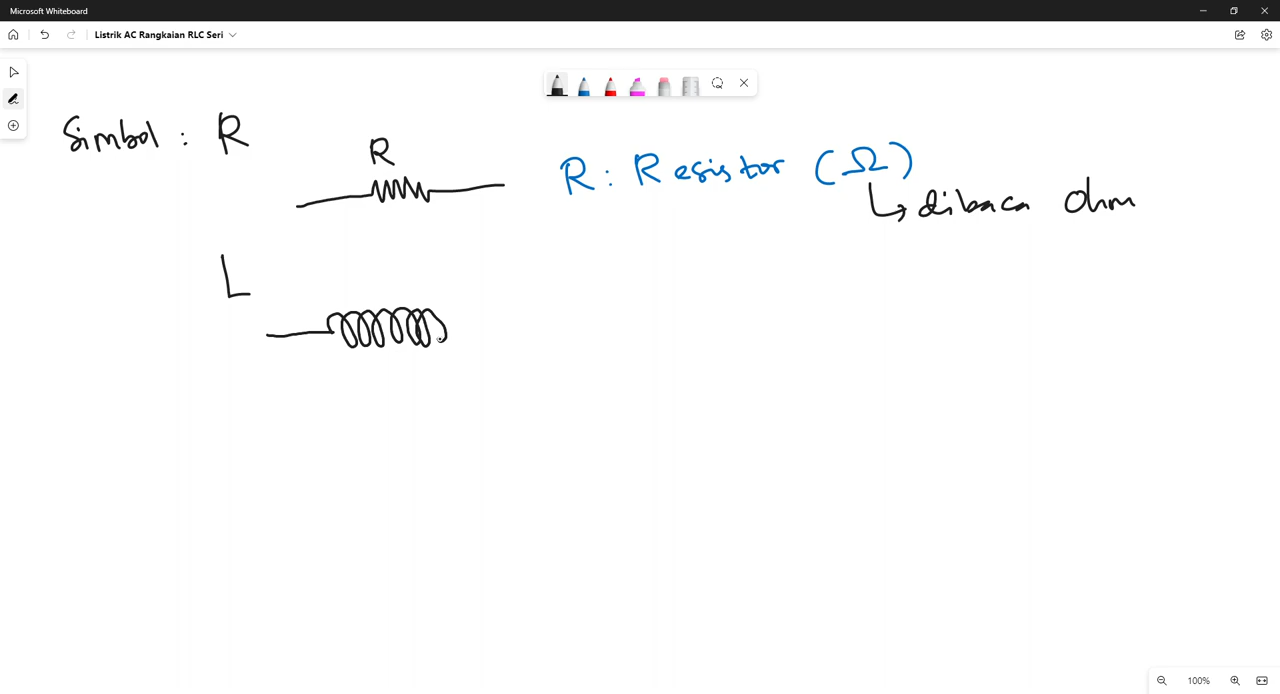 Microsoft Whiteboard
Listrik AC Rangkaian RLC Seri
Simbol : R
R
R : Resistor (Ω)
dibaca Ohm
L
100%